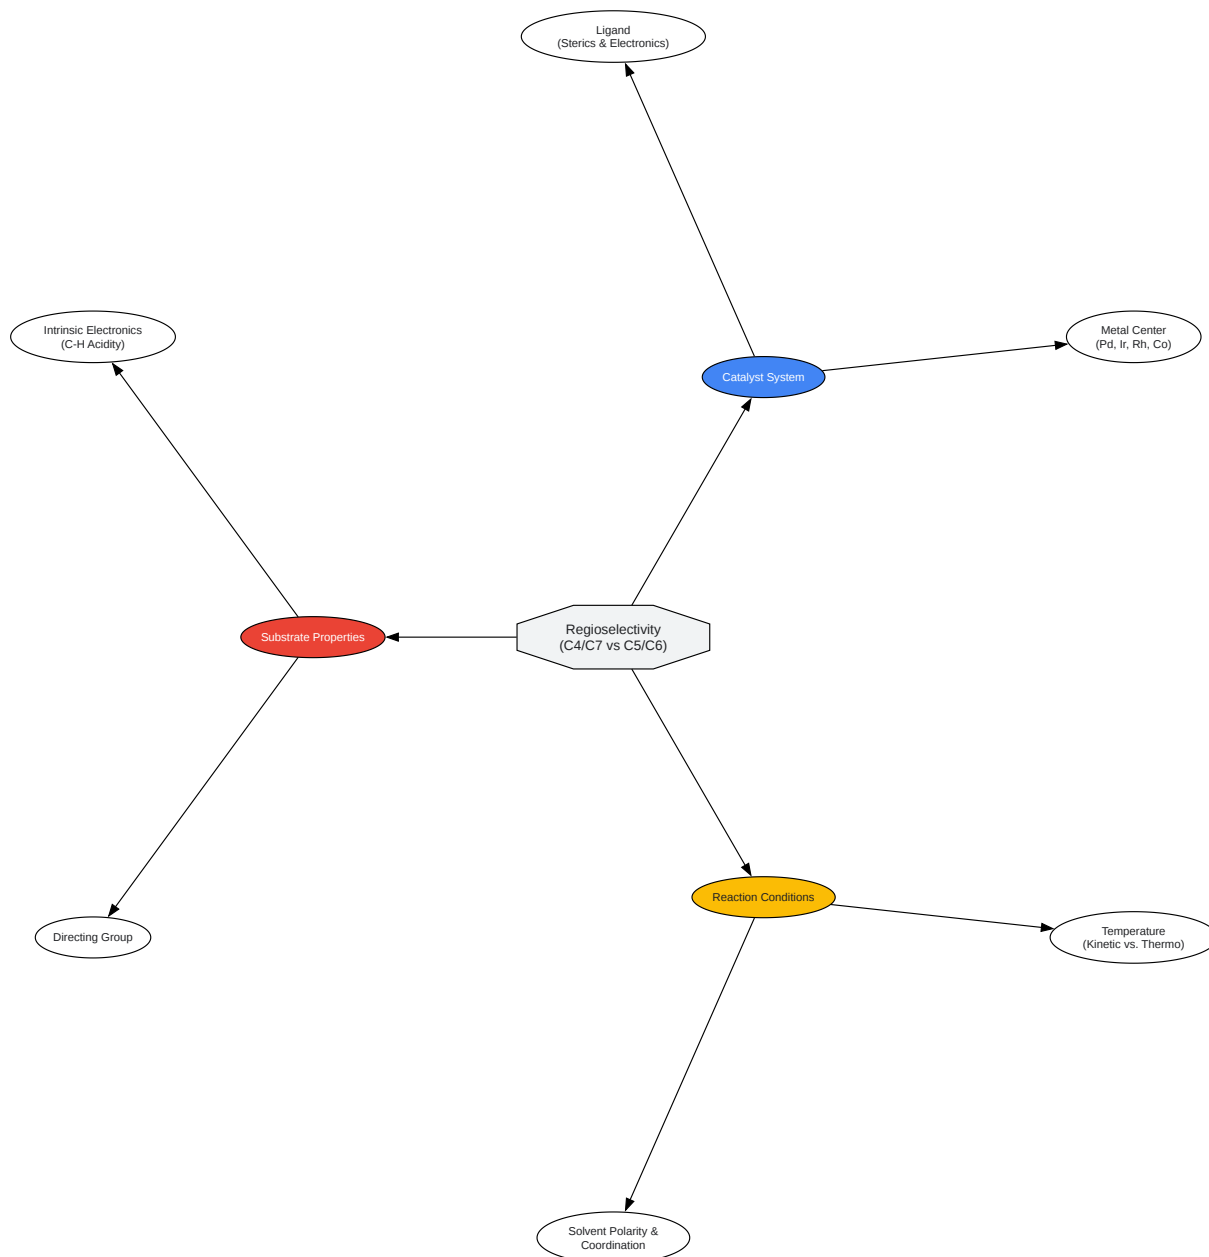 Ligand
(Sterics & Electronics)
Intrinsic Electronics
(C-H Acidity)
Metal Center
(Pd, Ir, Rh, Co)
Catalyst System
Substrate Properties
Regioselectivity
(C4/C7 vs C5/C6)
Reaction Conditions
Directing Group
Temperature
(Kinetic vs. Thermo)
Solvent Polarity &
Coordination